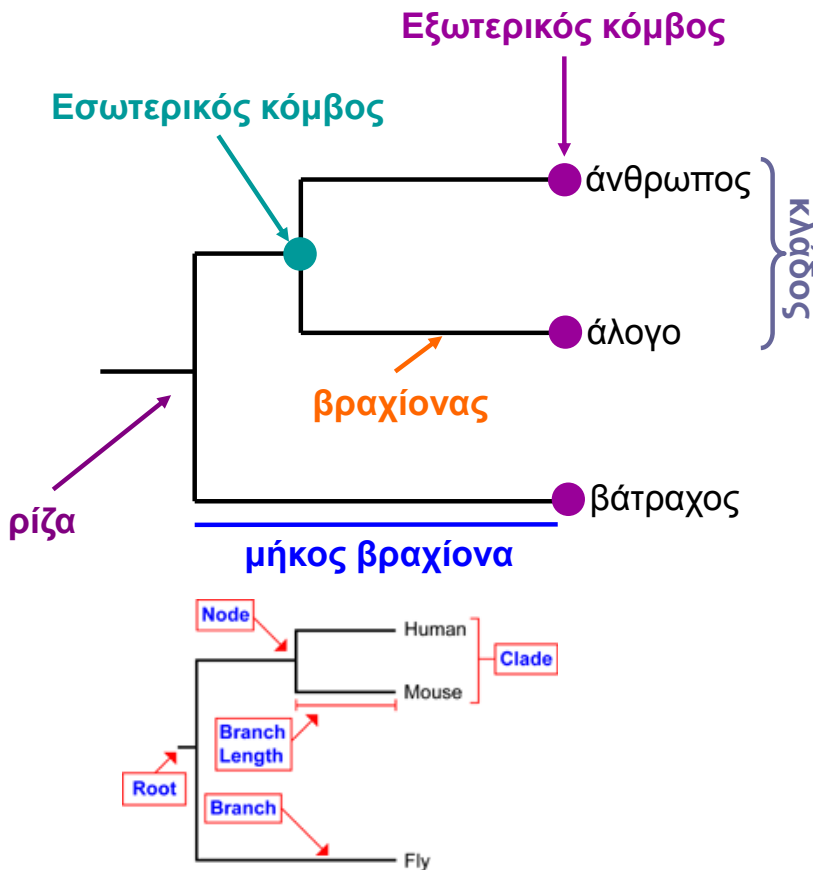 Εξωτερικός κόμβος
Εσωτερικός κόμβος
άνθρωπος
κλάδος
άλογο
βραχίονας
βάτραχος
ρίζα
μήκος βραχίονα
Node
Human
Clade
Mouse
Branch
Length
Root
Branch
Fly